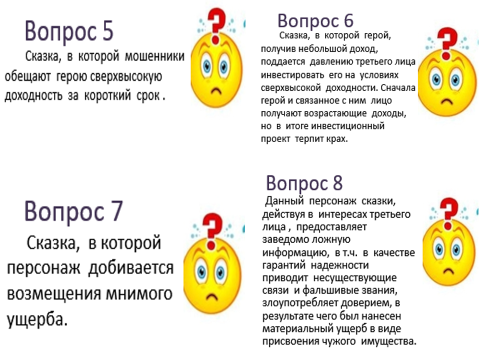 Вопрос 5
Сказка, в которой мошенники
обещают герою сверхвысокую
доходность за короткий срок .
Вопрос 6
Сказка, в которой герой,
получив небольшой доход,
поддается давлению третьего лица
инвестировать его на условиях
сверхвысокой доходности. Сначала
герой и связанное с ним лицо
получают возрастающие доходы,
но в итоге инвестиционный
проект терпит крах.
Вопрос 7
Сказка, в которой
персонаж добивается
возмещения мнимого
ущерба.
Вопрос 8
Данный персонаж сказки,
действуя в интересах третьего
лица , предоставляет
заведомо ложную
информацию, в т.ч. в качестве
гарантий надежности
приводит несуществующие
связи и фальшивые звания,
злоупотребляет доверием, в
результате чего был нанесен
материальный ущерб в виде
присвоения чужого имущества.